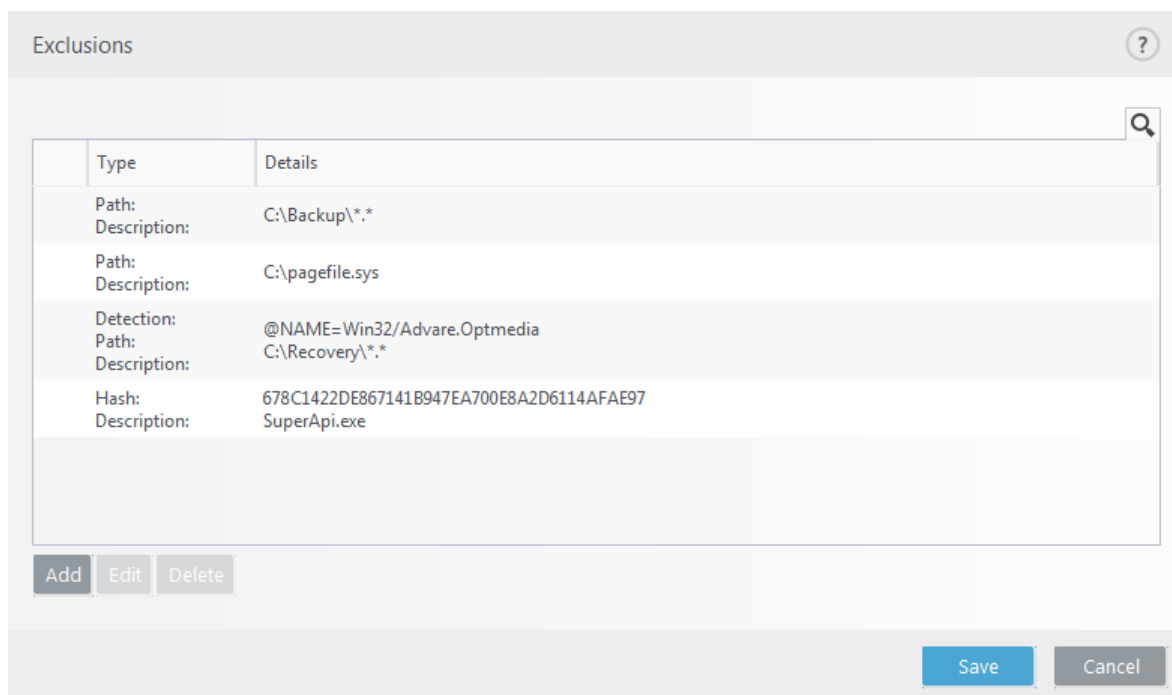 Exclusions
?
Type Details
Path: C:\Backup\*.*
Description:
Path: C:\pagefile.sys
Description:
Detection: @NAME=Win32/Advare.Optmedia
Path: C:\Recovery\*.*
Description:
Hash: 678C1422DE867141B947EA700E8A2D6114AFAE97
Description: SuperApi.exe
Add Edit Delete
Save Cancel